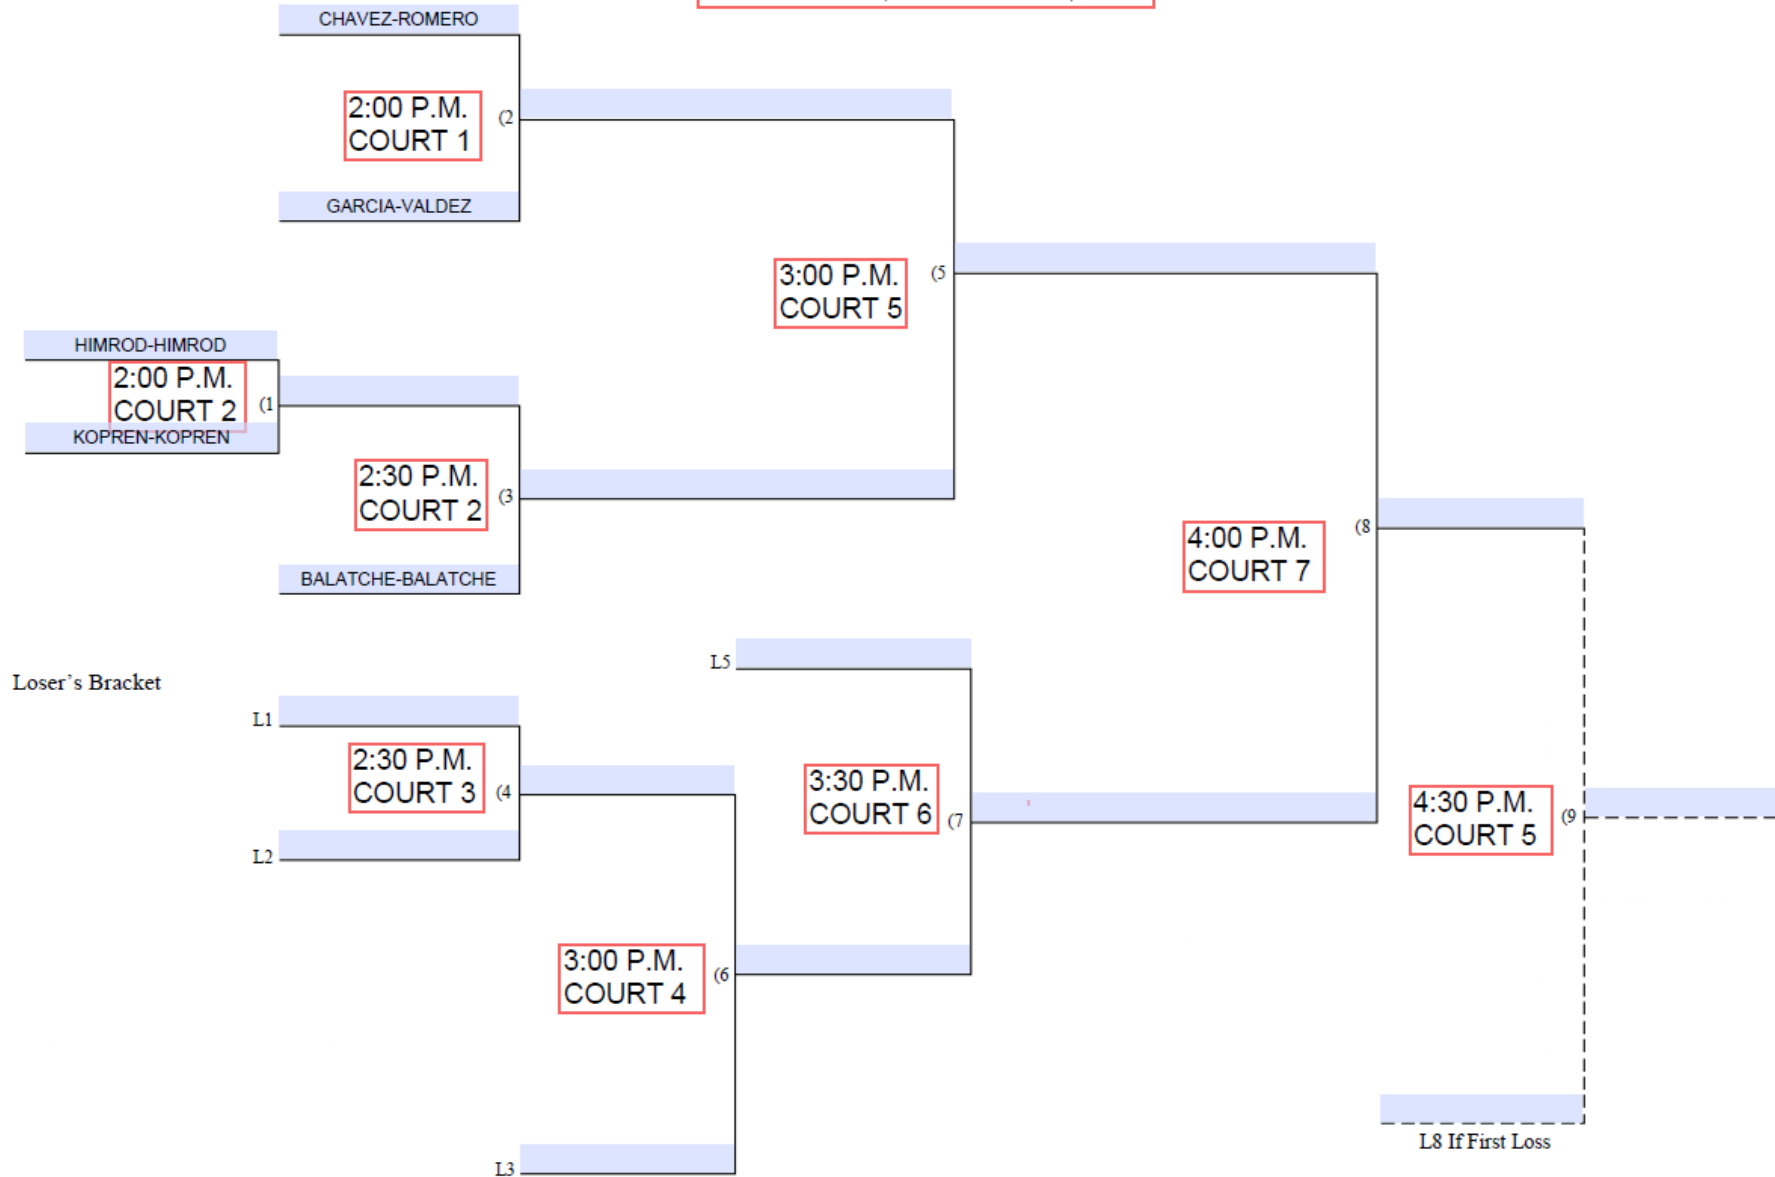 CHAVEZ-ROMERO
2:00 P.M.
COURT 1
(2
GARCIA-VALDEZ
3:00 P.M.
COURT 5
(5
HIMROD-HIMROD
2:00 P.M.
COURT 2
(1
KOPREN-KOPREN
2:30 P.M.
COURT 2
(3
BALATCHE-BALATCHE
4:00 P.M.
COURT 7
(8
Loser's Bracket
L5
L1
2:30 P.M.
COURT 3
(4
L2
3:30 P.M.
COURT 6
(7
4:30 P.M.
COURT 5
(9
3:00 P.M.
COURT 4
(6
L8 If First Loss
L3